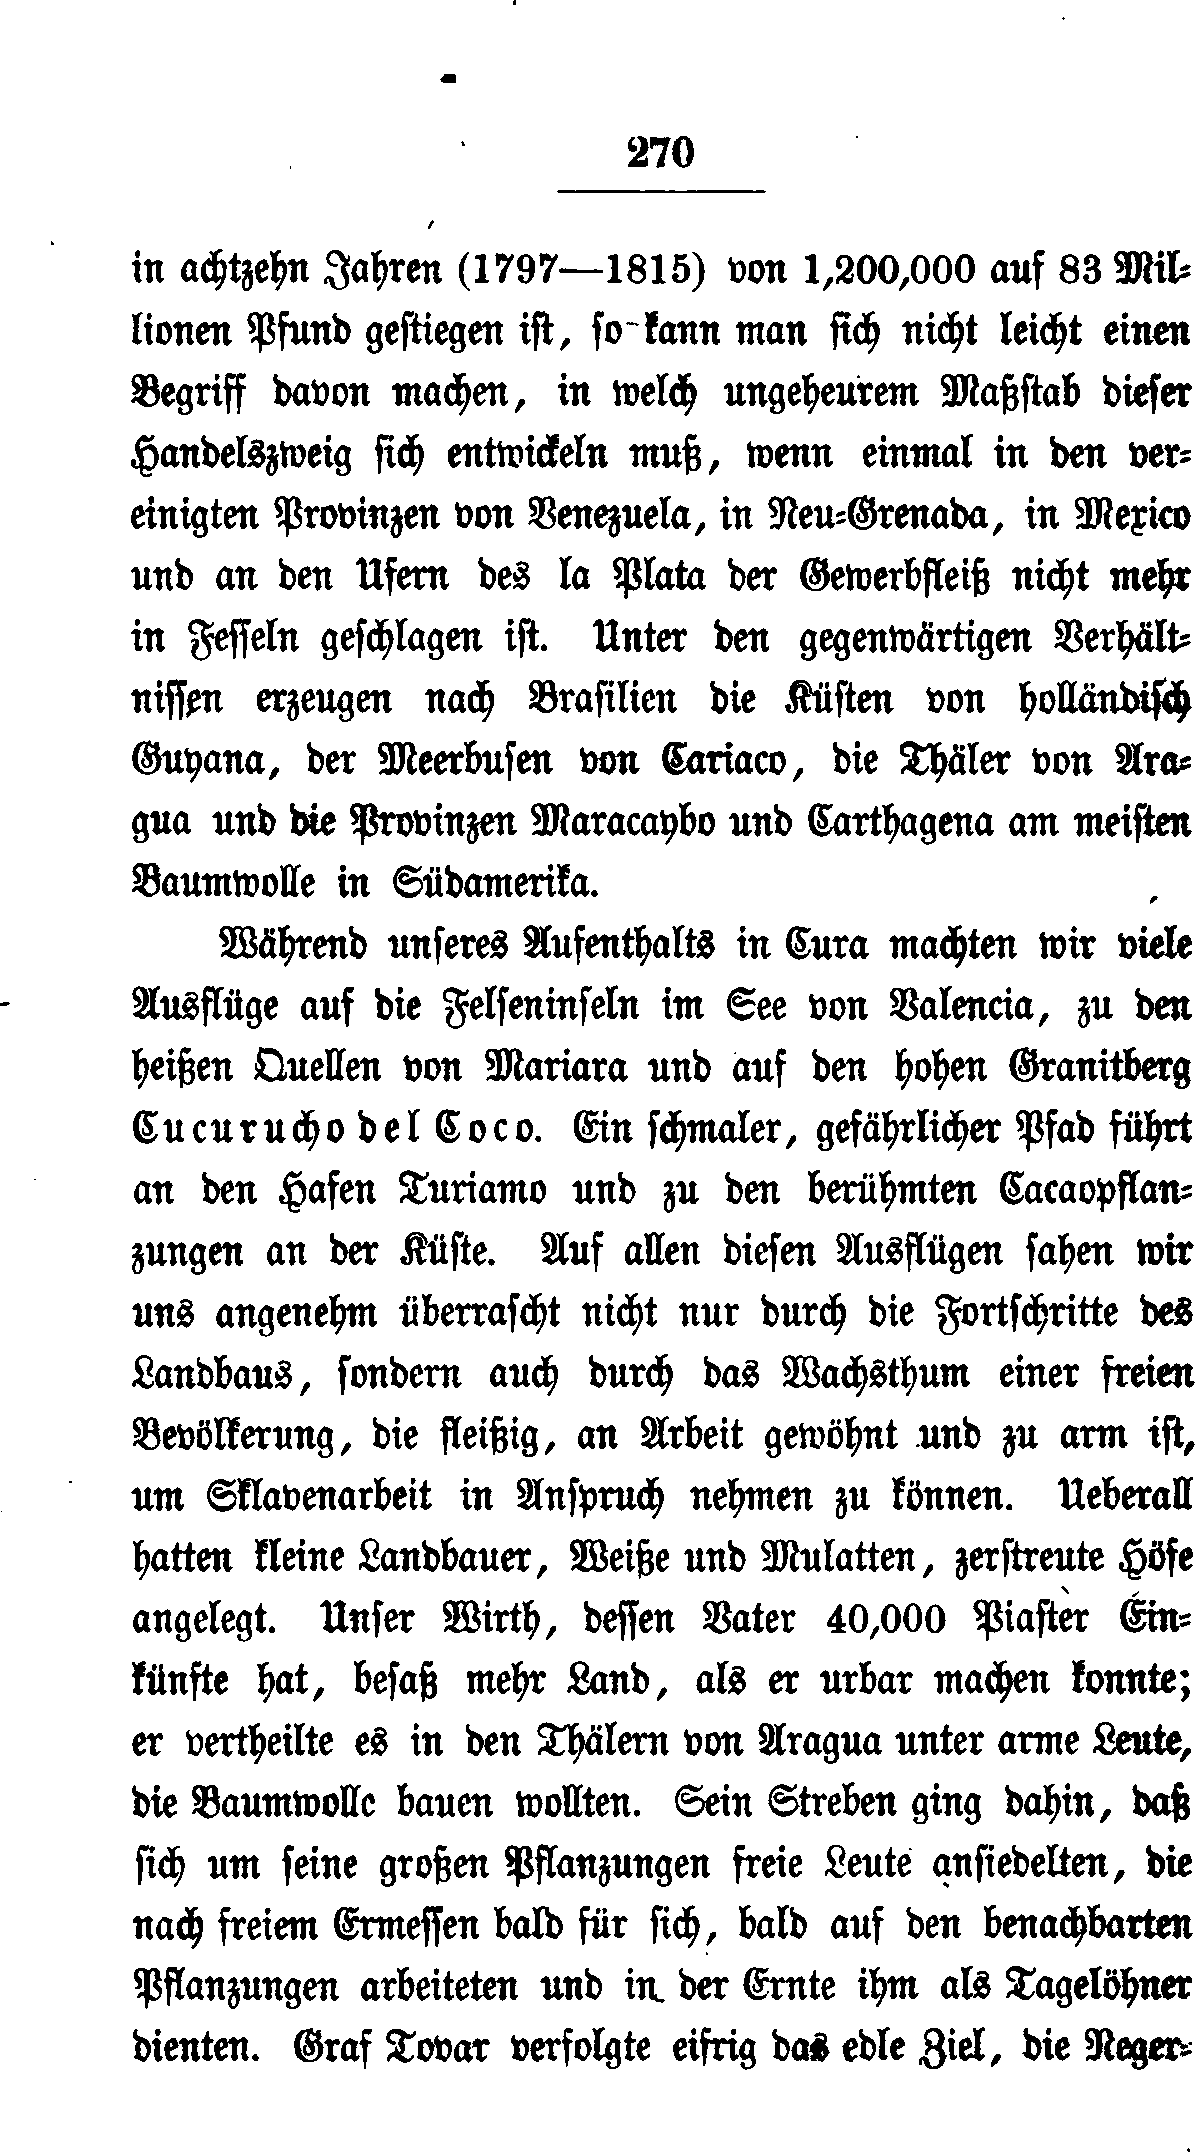 270
in achtzehn Jahren (1797—1815) von 1,200,000 auf 83 Mil-
lionen Pfund gestiegen ist, so kann man sich nicht leicht einen
Begriff davon machen, in welch ungeheurem Maßstab dieser
Handelszweig sich entwickeln muß, wenn einmal in den ver-
einigten Provinzen von Venezuela, in Neu-Grenada, in Mexico
und an den Ufern des la Plata der Gewerbfleiß nicht mehr
in Fesseln geschlagen ist. Unter den gegenwärtigen Verhält-
nissen erzeugen nach Brasilien die Küsten von holländisch
Guyana, der Meerbusen von Cariaco, die Thäler von Ara-
gua und die Provinzen Maracaybo und Carthagena am meisten
Baumwolle in Südamerika.
Während unseres Aufenthalts in Cura machten wir viele
Ausflüge auf die Felseninseln im See von Valencia, zu den
heißen Quellen von Mariara und auf den hohen Granitberg
Cucurucho del Coco. Ein schmaler, gefährlicher Pfad führt
an den Hafen Turiamo und zu den berühmten Cacaopflan-
zungen an der Küste. Auf allen diesen Ausflügen sahen wir
uns angenehm überrascht nicht nur durch die Fortschritte des
Landbaus, sondern auch durch das Wachsthum einer freien
Bevölkerung, die fleißig, an Arbeit gewöhnt und zu arm ist,
um Sklavenarbeit in Anspruch nehmen zu können. Ueberall
hatten kleine Landbauer, Weiße und Mulatten, zerstreute Höfe
angelegt. Unser Wirth, dessen Vater 40,000 Piaster Ein-
künfte hat, besaß mehr Land, als er urbar machen konnte;
er vertheilte es in den Thälern von Aragua unter arme Leute,
die Baumwolle bauen wollten. Sein Streben ging dahin, daß
sich um seine großen Pflanzungen freie Leute ansiedelten, die
nach freiem Ermessen bald für sich, bald auf den benachbarten
Pflanzungen arbeiteten und in der Ernte ihm als Tagelöhner
dienten. Graf Tovar verfolgte eifrig das edle Ziel, die Neger-